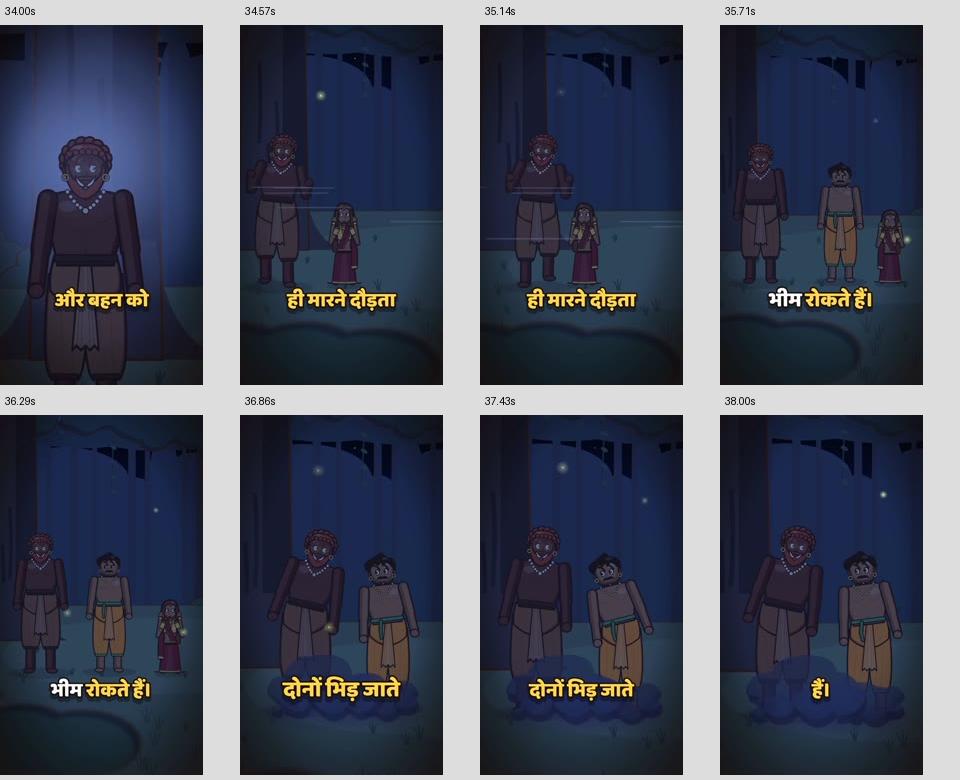 34.00s
34.57s
35.14s
35.71s
और बहन को
ही मारने दौड़ता
ही मारने दौड़ता
भीम रोकते हैं।
36.29s
36.86s
37.43s
38.00s
भीम रोकते हैं।
दोनों भिड़ जाते
दोनों भिड़ जाते
हैं।